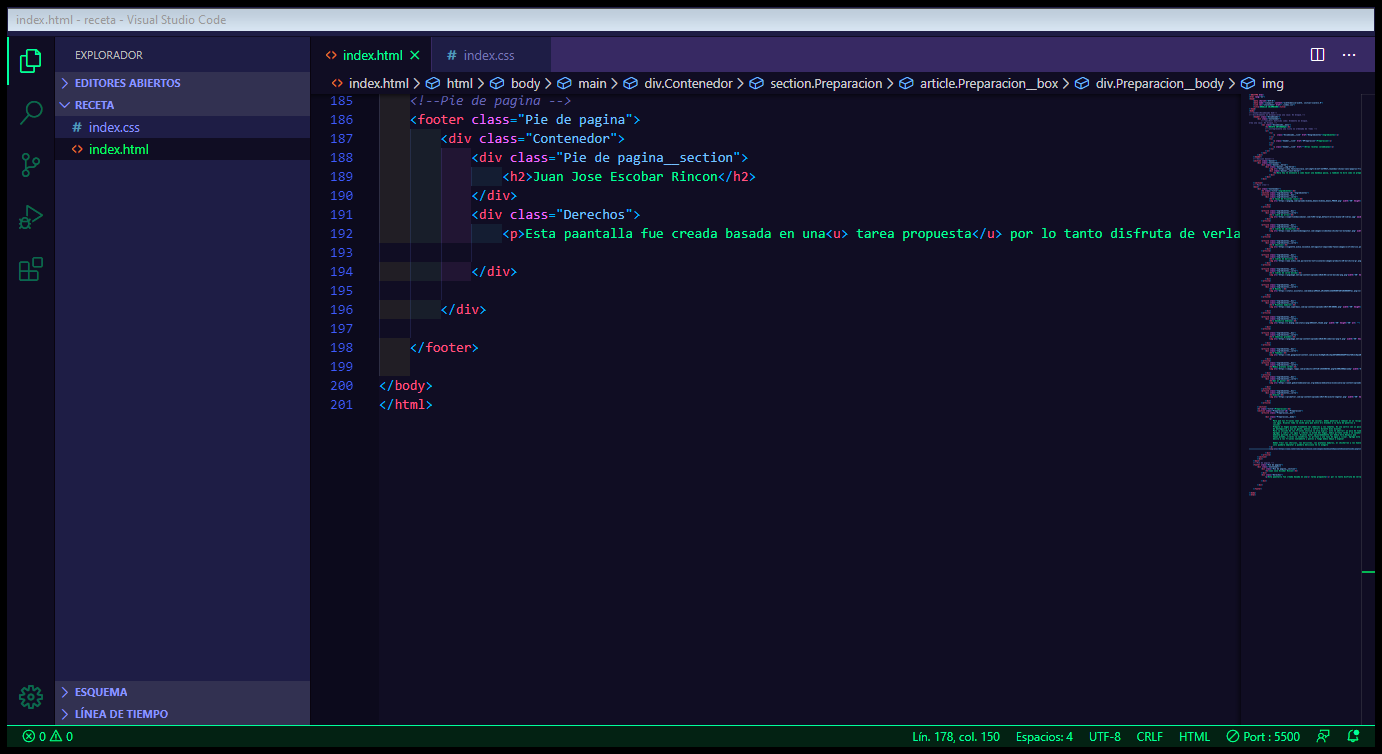 index.html - receta - Visual Studio Code
EXPLORADOR
EDITORES ABIERTOS
RECETA
# index.css
<> index.html
ESQUEMA
LÍNEA DE TIEMPO
<> index.html × # index.css ···
<> index.html > html > body > main > div.Contenedor > section.Preparacion > article.Preparacion__box > div.Preparacion__body > img
185 <!--Pie de pagina -->
186 <footer class="Pie de pagina">
187 <div class="Contenedor">
188 <div class="Pie de pagina__section">
189 <h2>Juan Jose Escobar Rincon</h2>
190 </div>
191 <div class="Derechos">
192 <p>Esta paantalla fue creada basada en una<u> tarea propuesta</u> por lo tanto disfruta de verla
193
194 </div>
195
196 </div>
197
198 </footer>
199
200 </body>
201 </html>
0 0 Lín. 178, col. 150 Espacios: 4 UTF-8 CRLF HTML Port : 5500